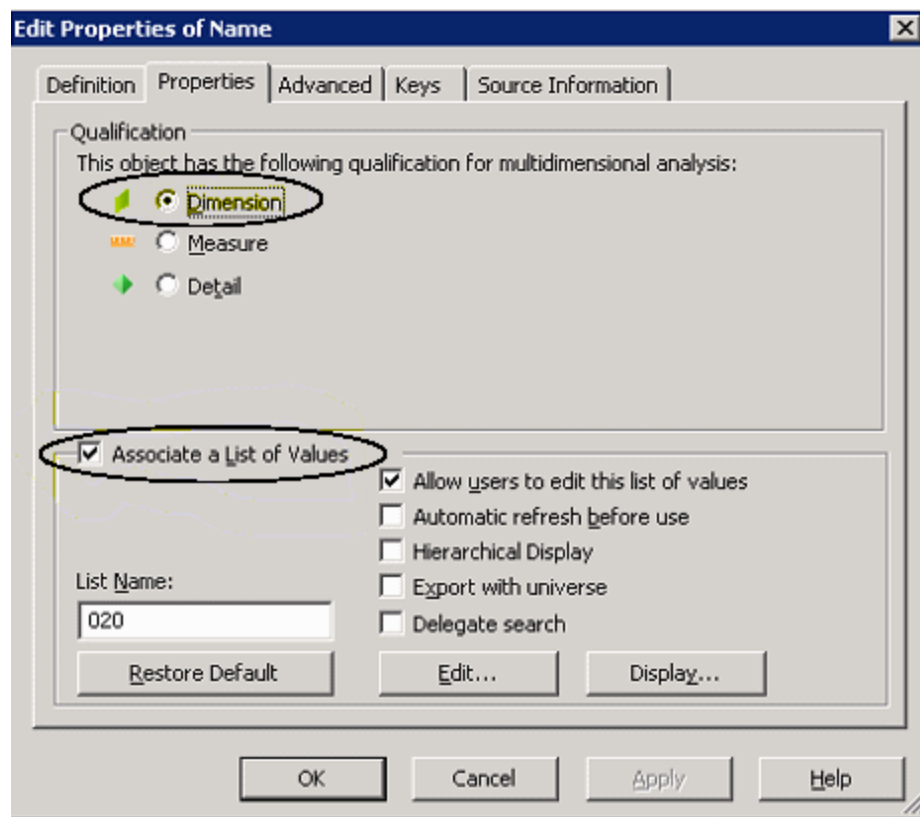 Edit Properties of Name
Definition Properties Advanced Keys Source Information
Qualification
This object has the following qualification for multidimensional analysis:
Dimension
Measure
Detail
Associate a List of Values
Allow users to edit this list of values
Automatic refresh before use
Hierarchical Display
List Name:
Export with universe
020
Delegate search
Restore Default Edit... Display...
OK Cancel Apply Help